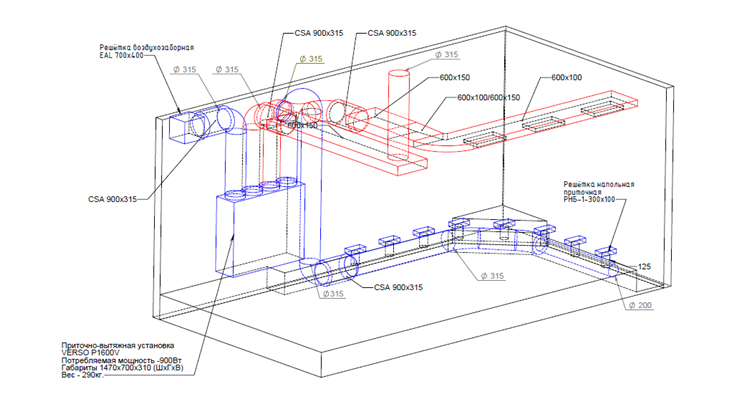 CSA 900x315
CSA 900x315
Решётка воздухозаборная
EAL 700x400
Ø 315
Ø 315
Ø 315
Ø 315
600x150
600x100
600x100/600x150
600x150
CSA 900x315
Решётка напольная
приточная
РНБ-1-300x100
125
Ø 315
CSA 900x315
Ø 315
Ø 200
Приточно-вытяжная установка
VERSO P1600V
Потребляемая мощность -900Вт
Габариты 1470x700x310 (ШxГxВ)
Вес - 290кг.